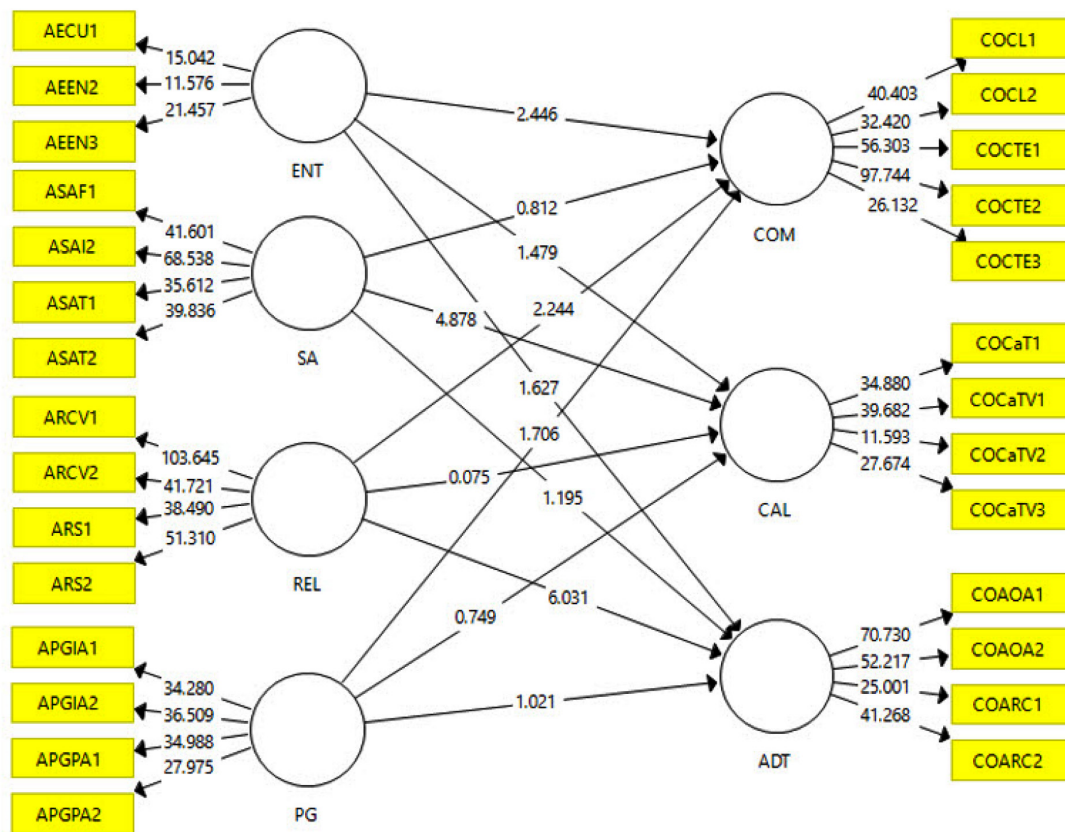 AECU1
AEEN2
AEEN3
15.042
11.576
21.457
ENT
ASAF1
ASAI2
ASAT1
ASAT2
41.601
68.538
35.612
39.836
SA
ARCV1
ARCV2
ARS1
ARS2
103.645
41.721
38.490
51.310
REL
APGIA1
APGIA2
APGPA1
APGPA2
34.280
36.509
34.988
27.975
PG
2.446
0.812
1.479
2.244
4.878
1.627
1.706
0.075
1.195
6.031
0.749
1.021
COM
40.403
32.420
56.303
97.744
26.132
COCL1
COCL2
COCTE1
COCTE2
COCTE3
CAL
34.880
39.682
11.593
27.674
COCaT1
COCaTV1
COCaTV2
COCaTV3
ADT
70.730
52.217
25.001
41.268
COAOA1
COAOA2
COARC1
COARC2